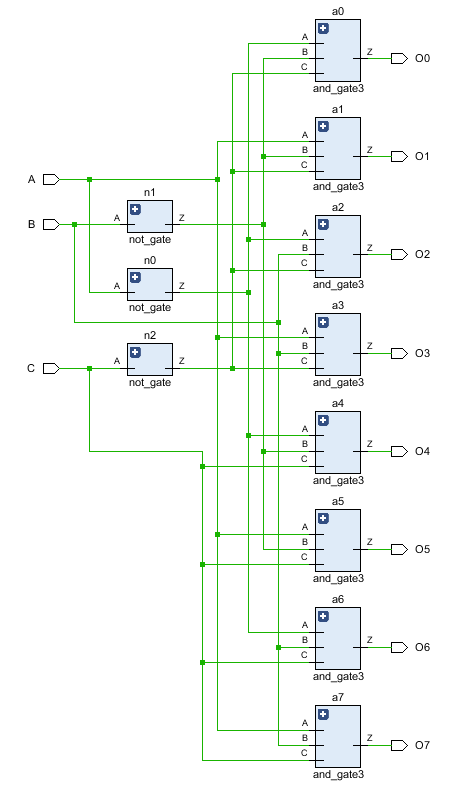 a0
A
B
C
Z
O0
and_gate3
a1
A
B
C
Z
O1
and_gate3
A
n1
A
Z
not_gate
B
a2
A
B
C
Z
O2
and_gate3
n0
A
Z
not_gate
a3
A
B
C
Z
O3
and_gate3
C
n2
A
Z
not_gate
a4
A
B
C
Z
O4
and_gate3
a5
A
B
C
Z
O5
and_gate3
a6
A
B
C
Z
O6
and_gate3
a7
A
B
C
Z
O7
and_gate3